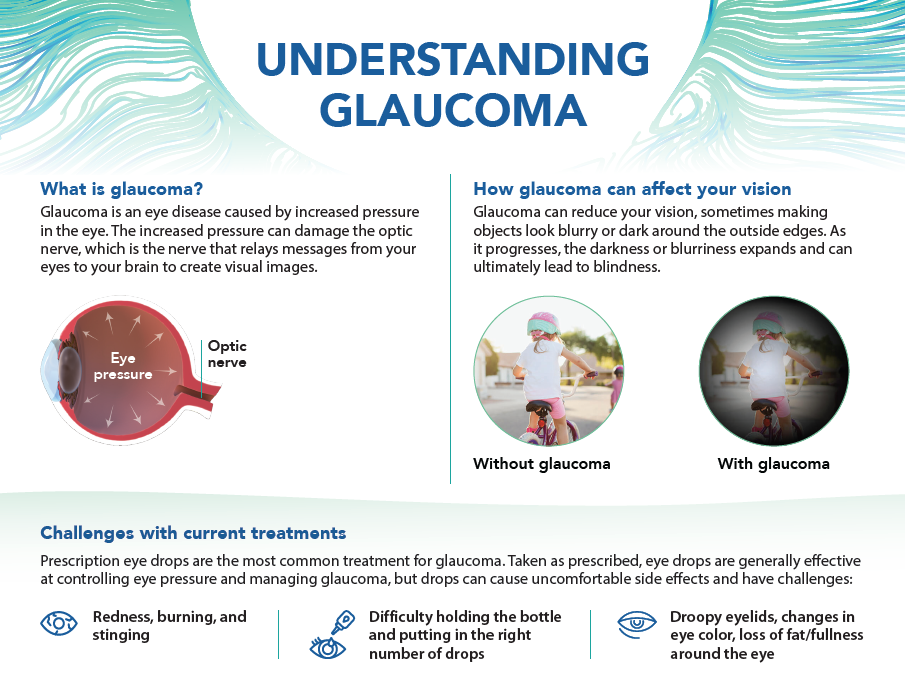 UNDERSTANDING
GLAUCOMA
What is glaucoma?
Glaucoma is an eye disease caused by increased pressure
in the eye. The increased pressure can damage the optic
nerve, which is the nerve that relays messages from your
eyes to your brain to create visual images.
Eye
pressure
Optic
nerve
How glaucoma can affect your vision
Glaucoma can reduce your vision, sometimes making
objects look blurry or dark around the outside edges. As
it progresses, the darkness or blurriness expands and can
ultimately lead to blindness.
Without glaucoma
With glaucoma
Challenges with current treatments
Prescription eye drops are the most common treatment for glaucoma. Taken as prescribed, eye drops are generally effective
at controlling eye pressure and managing glaucoma, but drops can cause uncomfortable side effects and have challenges:
Redness, burning, and
stinging
Difficulty holding the bottle
and putting in the right
number of drops
Droopy eyelids, changes in
eye color, loss of fat/fullness
around the eye